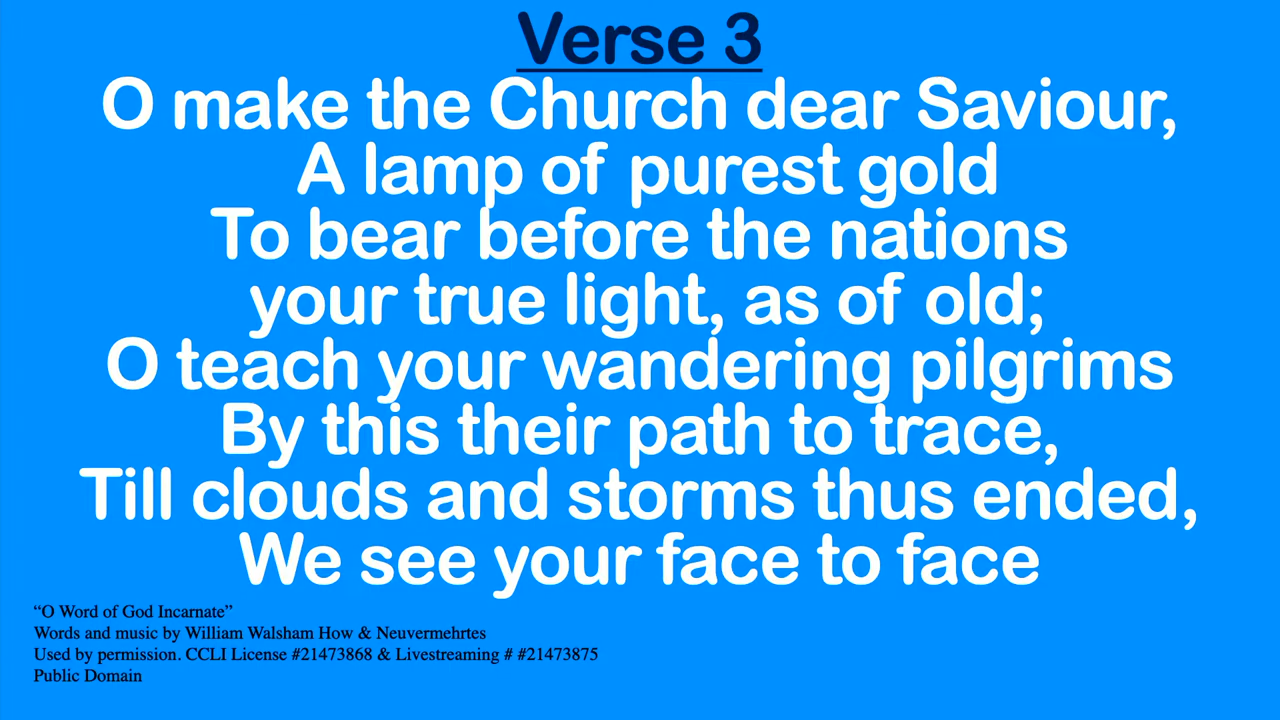 Verse 3
O make the Church dear Saviour,
A lamp of purest gold
To bear before the nations
your true light, as of old;
O teach your wandering pilgrims
By this their path to trace,
Till clouds and storms thus ended,
We see your face to face
“O Word of God Incarnate”
Words and music by William Walsham How & Neuvermehrtes
Used by permission. CCLI License #21473868 & Livestreaming # #21473875
Public Domain